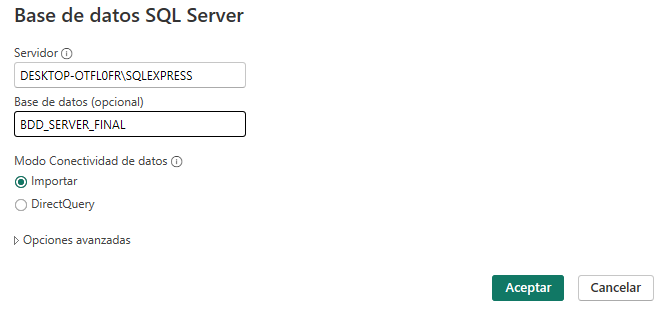 Base de datos SQL Server
Servidor
DESKTOP-OTFL0FR\SQLEXPRESS
Base de datos (opcional)
BDD_SERVER_FINAL
Modo Conectividad de datos
Importar
DirectQuery
Opciones avanzadas
Aceptar Cancelar